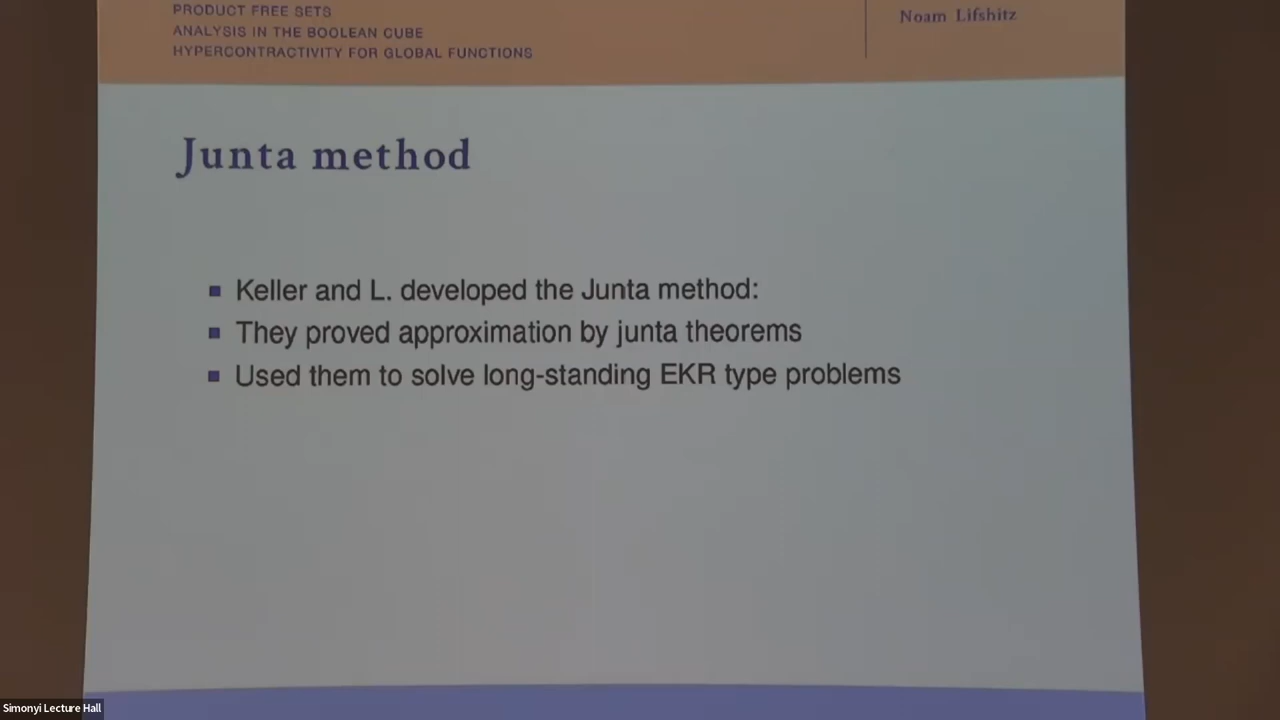 PRODUCT FREE SETS
ANALYSIS IN THE BOOLEAN CUBE
HYPERCONTRACTIVITY FOR GLOBAL FUNCTIONS
Noam Lifshitz
Junta method
Keller and L. developed the Junta method:
They proved approximation by junta theorems
Used them to solve long-standing EKR type problems
Simonyi Lecture Hall